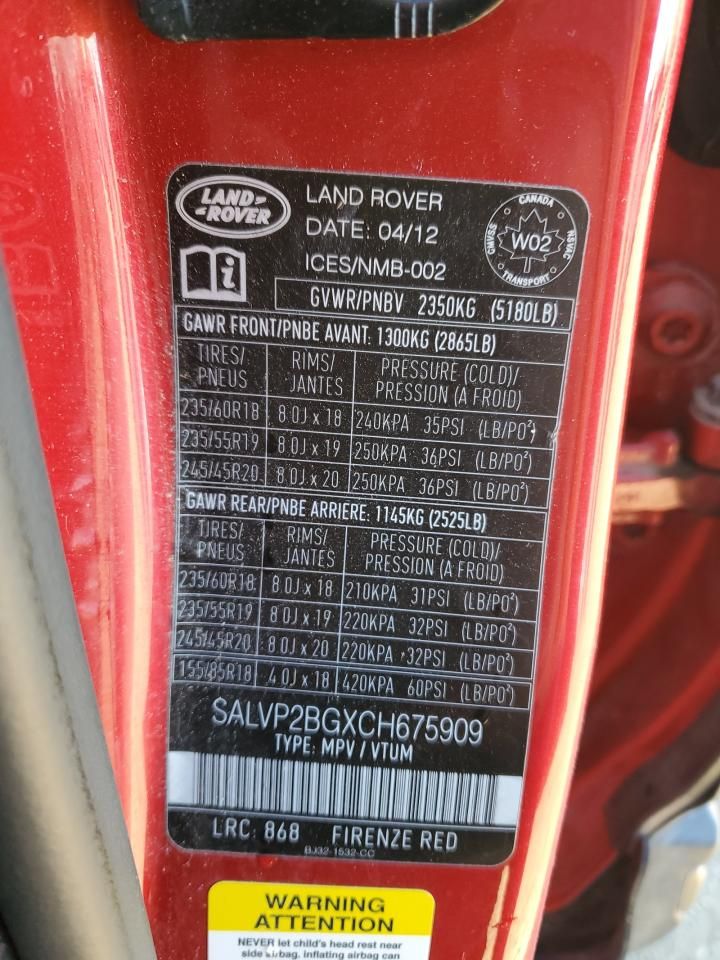 LAND ROVER
LAND ROVER
DATE: 04/12
ICES/NMB-002
CANADA
CMVSS
W02
NSVAC
TRANSPORT
i
GVWR/PNBV 2350KG (5180LB)
GAWR FRONT/PNBE AVANT: 1300KG (2865LB)
TIRES/ PNEUS RIMS/ JANTES PRESSURE (COLD)/ PRESSION (A FROID)
235/60R18 8.0J x 18 240KPA 35PSI (LB/PO²)
235/55R19 8.0J x 19 250KPA 36PSI (LB/PO²)
245/45R20 8.0J x 20 250KPA 36PSI (LB/PO²)
GAWR REAR/PNBE ARRIERE: 1145KG (2525LB)
TIRES/ PNEUS RIMS/ JANTES PRESSURE (COLD)/ PRESSION (A FROID)
235/60R18 8.0J x 18 210KPA 31PSI (LB/PO²)
235/55R19 8.0J x 19 220KPA 32PSI (LB/PO²)
245/45R20 8.0J x 20 220KPA 32PSI (LB/PO²)
155/85R18 4.0J x 18 420KPA 60PSI (LB/PO²)
SALVP2BGXCH675909
TYPE: MPV / VTUM
LRC: 868 FIRENZE RED
BJ32-1532-CC
WARNING
ATTENTION
NEVER let child's head rest near
side airbag. inflating airbag can